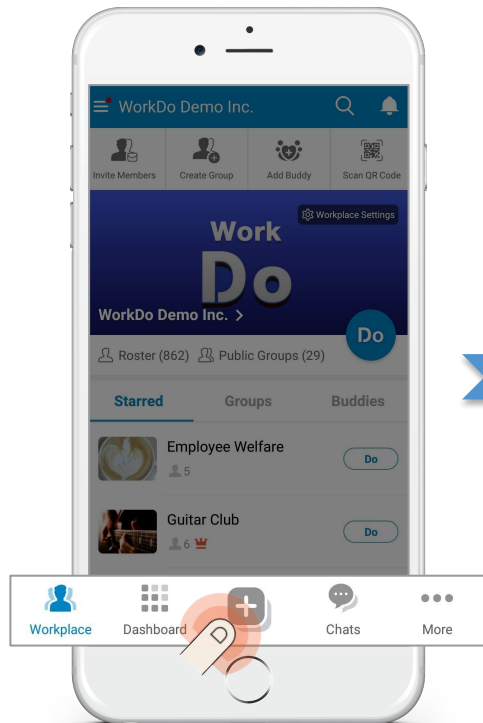 WorkDo Demo Inc.
Invite Members Create Group Add Buddy Scan QR Code
Workplace Settings
Work
Do
WorkDo Demo Inc. >
Do
Roster (862) Public Groups (29)
Starred Groups Buddies
Employee Welfare
5
Do
Guitar Club
6
Do
Workplace Dashboard Chats More